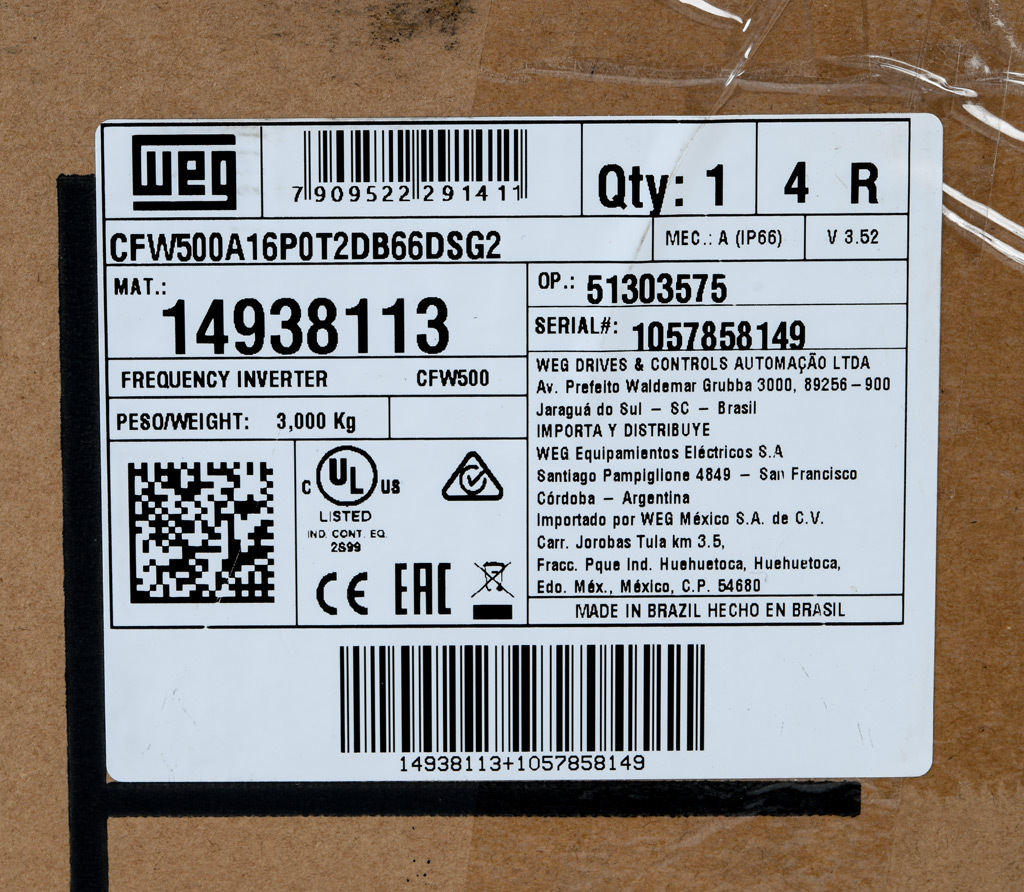 weg
7 909522 291411
Qty: 1
4 R
CFW500A16P0T2DB66DSG2
MEC.: A (IP66)
V 3.52
MAT.:
14938113
OP.: 51303575
SERIAL#: 1057858149
FREQUENCY INVERTER CFW500
PESO/WEIGHT: 3,000 Kg
WEG DRIVES & CONTROLS AUTOMAÇÃO LTDA
Av. Prefeito Waldemar Grubba 3000, 89256-900
Jaraguá do Sul - SC - Brasil
IMPORTA Y DISTRIBUYE
WEG Equipamientos Eléctricos S.A
Santiago Pampiglione 4849 - San Francisco
Córdoba - Argentina
Importado por WEG México S.A. de C.V.
Carr. Jorobas Tula km 3.5,
Fracc. Pque Ind. Huehuetoca, Huehuetoca,
Edo. Méx., México, C.P. 54680
MADE IN BRAZIL HECHO EN BRASIL
C UL US
LISTED
IND. CONT. EQ.
2S99
CE EAC
14938113+1057858149